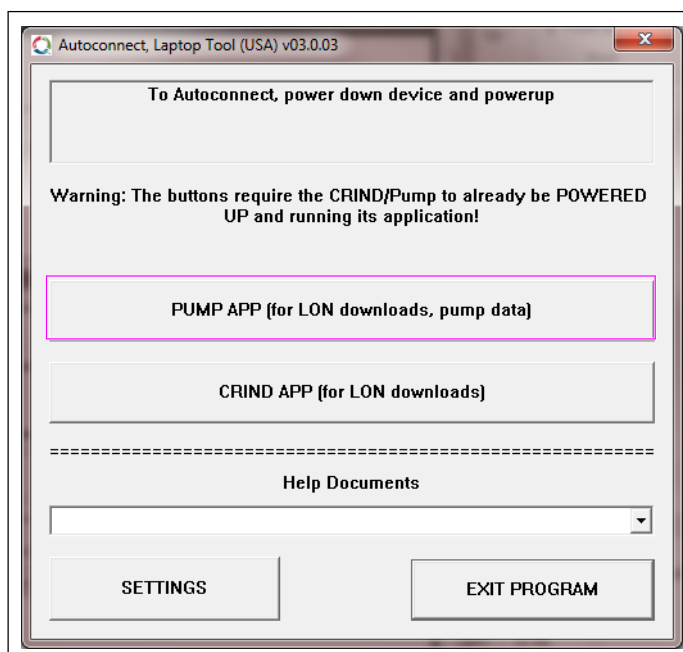 Autoconnect, Laptop Tool (USA) v03.0.03
To Autoconnect, power down device and powerup
Warning: The buttons require the CRIND/Pump to already be POWERED
UP and running its application!
PUMP APP (for LON downloads, pump data)
CRIND APP (for LON downloads)
============================================================
Help Documents
SETTINGS
EXIT PROGRAM